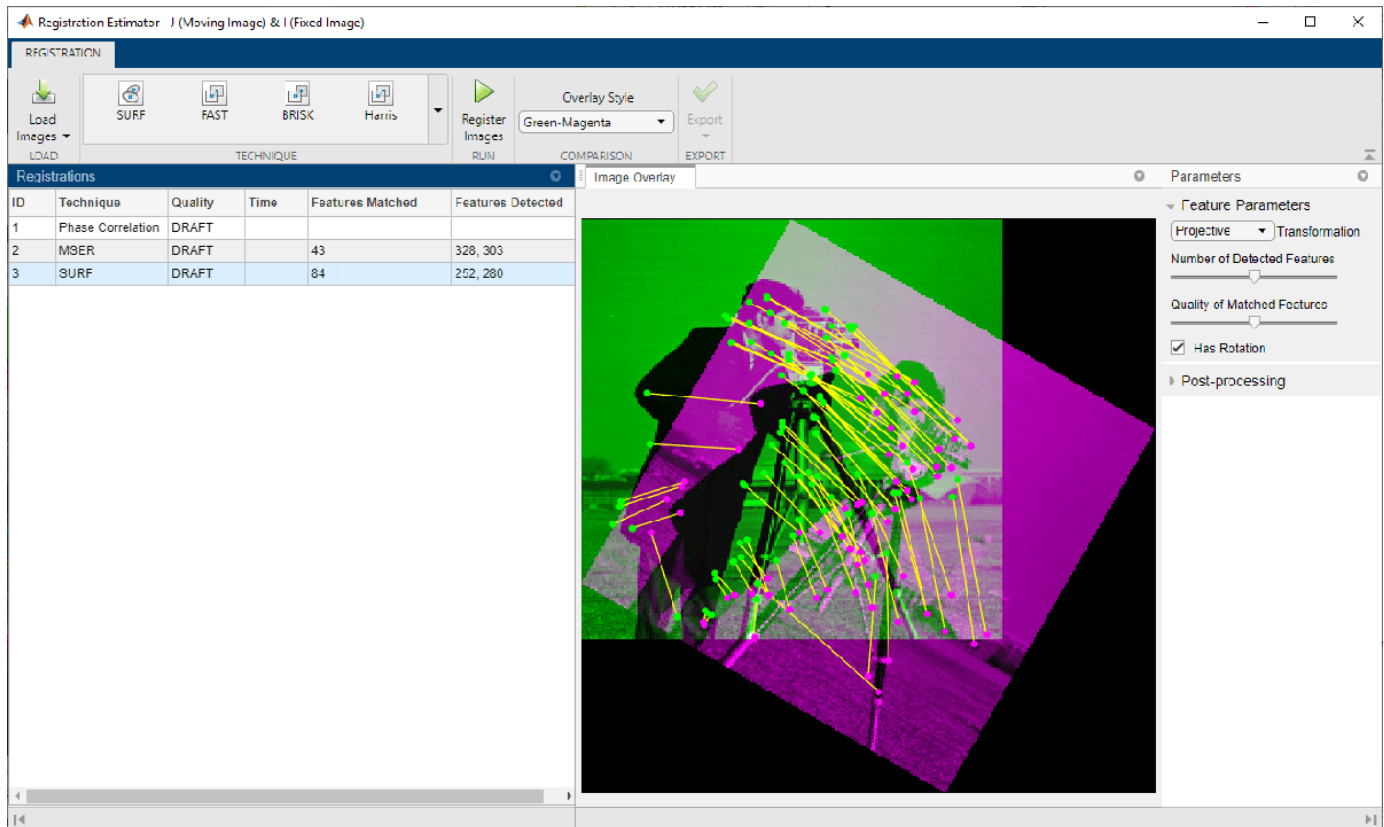 Registration Estimator - J (Moving Image) & I (Fixed Image)
REGISTRATION
Load Images
SURF
FAST
BRISK
Harris
Register Images
Overlay Style
Green-Magenta
Export
LOAD
TECHNIQUE
RUN
COMPARISON
EXPORT
Registrations
ID Technique Quality Time Features Matched Features Detected
1 Phase Correlation DRAFT
2 MSER DRAFT 43 328, 303
3 SURF DRAFT 84 252, 280
Image Overlay
Parameters
Feature Parameters
Projective Transformation
Number of Detected Features
Quality of Matched Features
Has Rotation
Post-processing